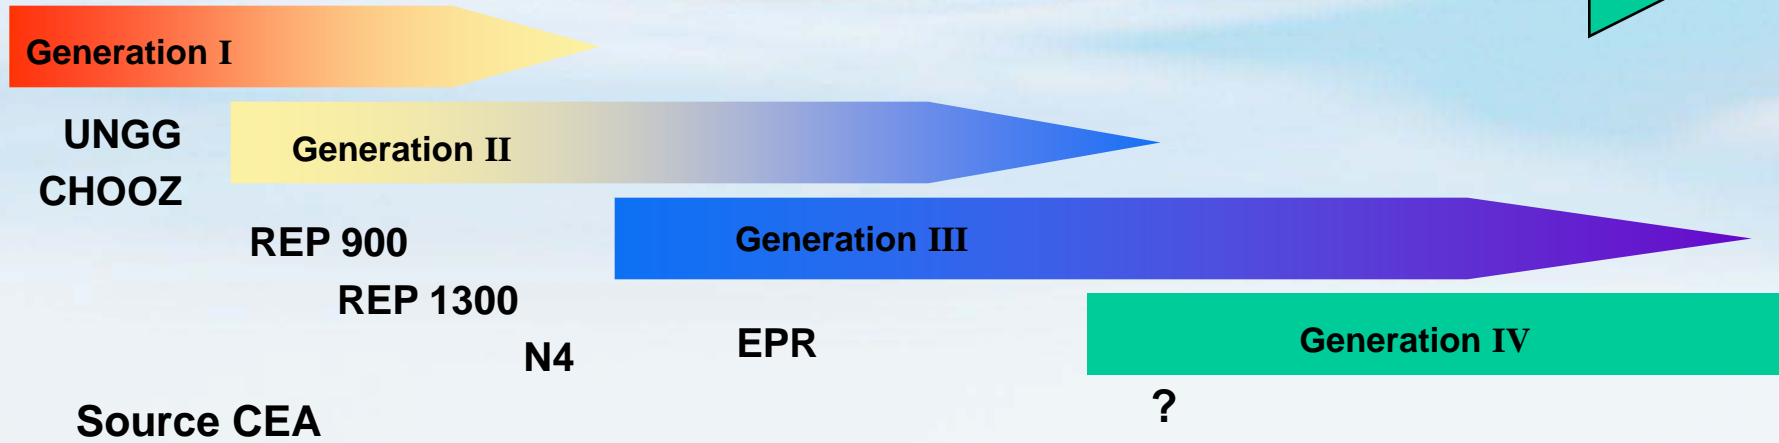 Generation I
UNGG
CHOOZ
Generation II
REP 900
REP 1300
N4
Generation III
EPR
Generation IV
?
Source CEA